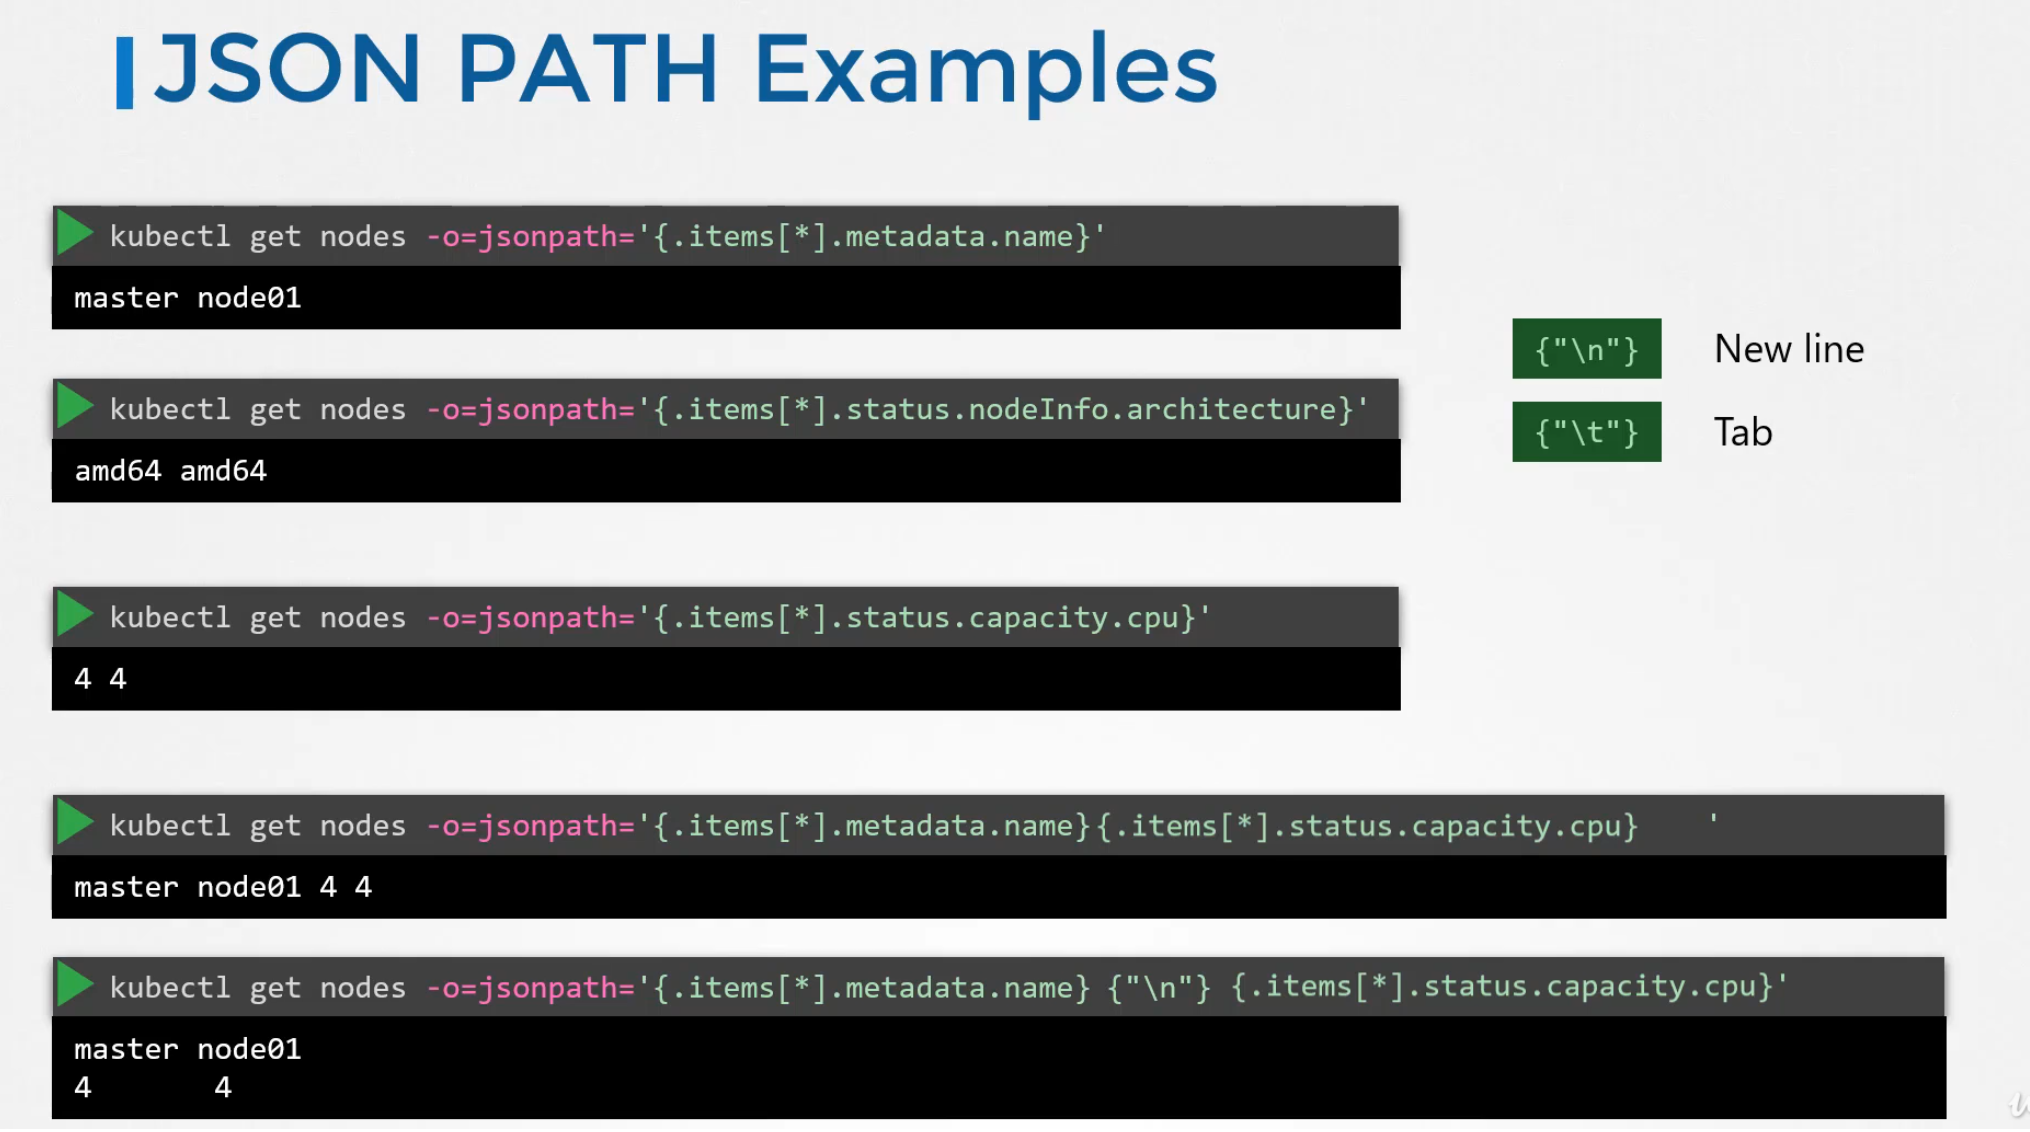 JSON PATH Examples
kubectl get nodes -o=jsonpath='{.items[*].metadata.name}'
master node01
{"\n"} New line
kubectl get nodes -o=jsonpath='{.items[*].status.nodeInfo.architecture}'
{"\t"} Tab
amd64 amd64
kubectl get nodes -o=jsonpath='{.items[*].status.capacity.cpu}'
4 4
kubectl get nodes -o=jsonpath='{.items[*].metadata.name}{.items[*].status.capacity.cpu}    '
master node01 4 4
kubectl get nodes -o=jsonpath='{.items[*].metadata.name} {"\n"} {.items[*].status.capacity.cpu}'
master node01
4       4